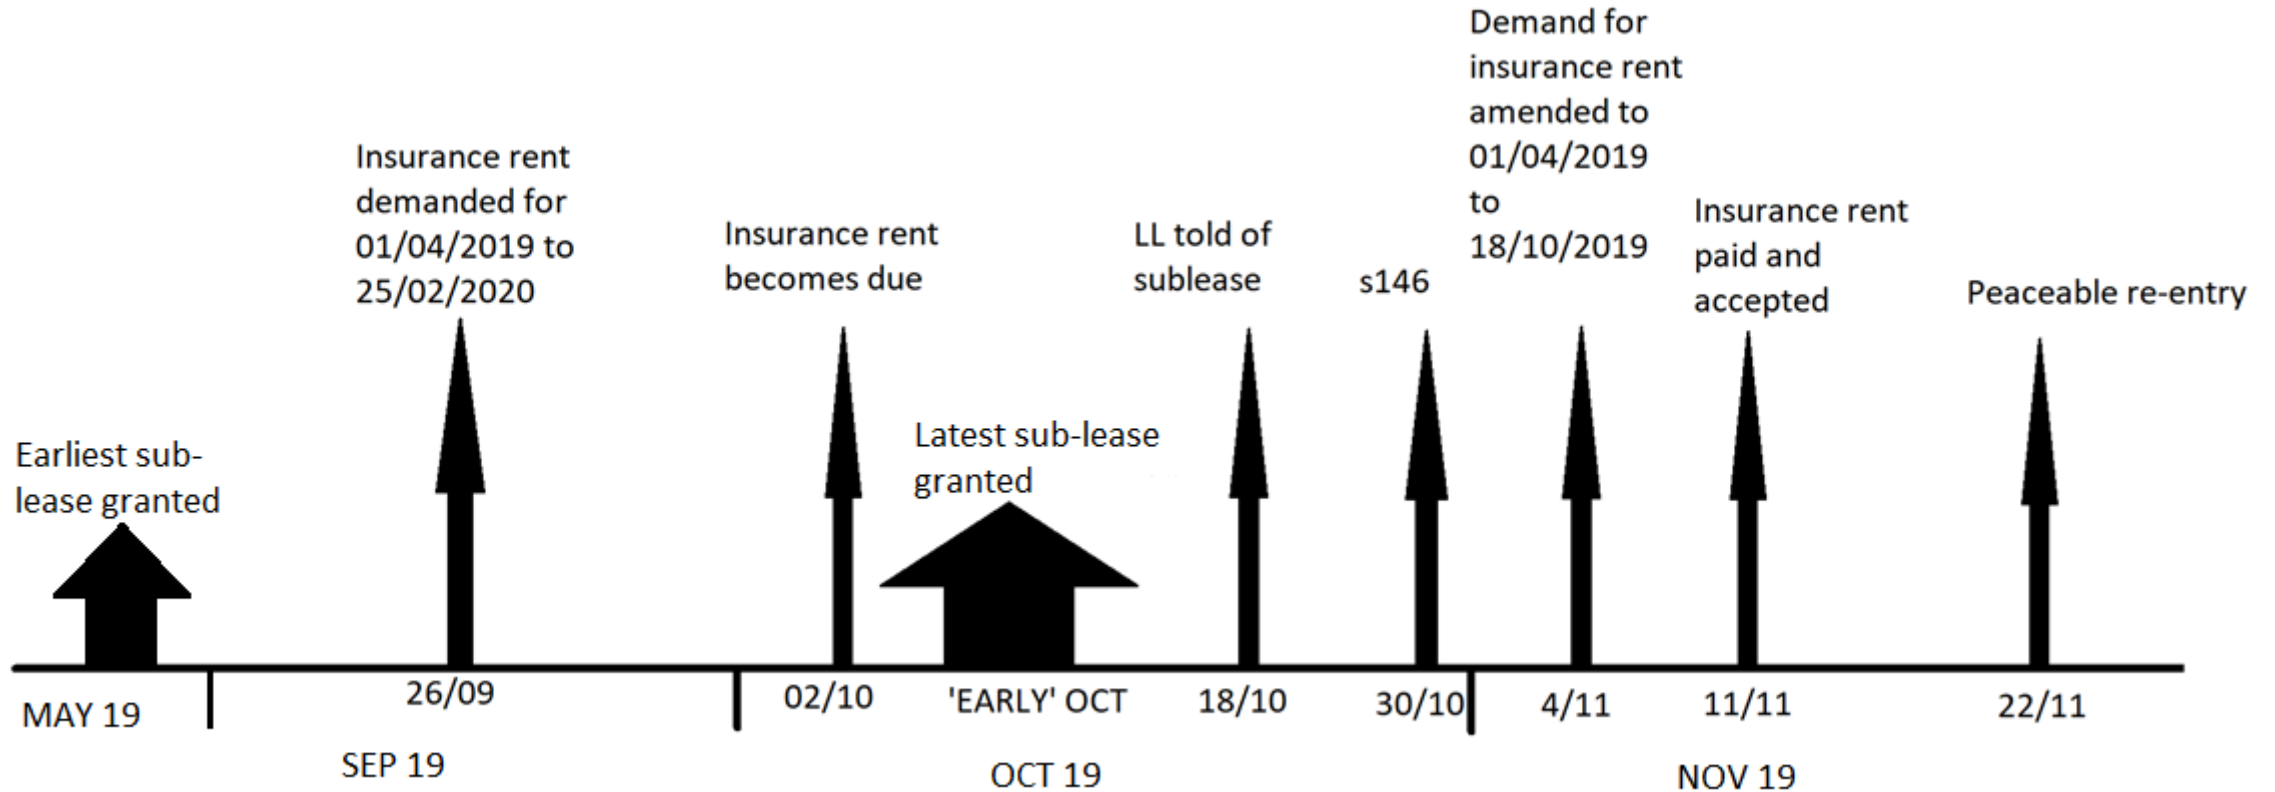 Earliest sub-
lease granted
Insurance rent
demanded for
01/04/2019 to
25/02/2020
Insurance rent
becomes due
Latest sub-lease
granted
LL told of
sublease
s146
Demand for
insurance rent
amended to
01/04/2019
to
18/10/2019
Insurance rent
paid and
accepted
Peaceable re-entry
26/09
02/10
'EARLY' OCT
18/10
30/10
4/11
11/11
22/11
MAY 19
SEP 19
OCT 19
NOV 19